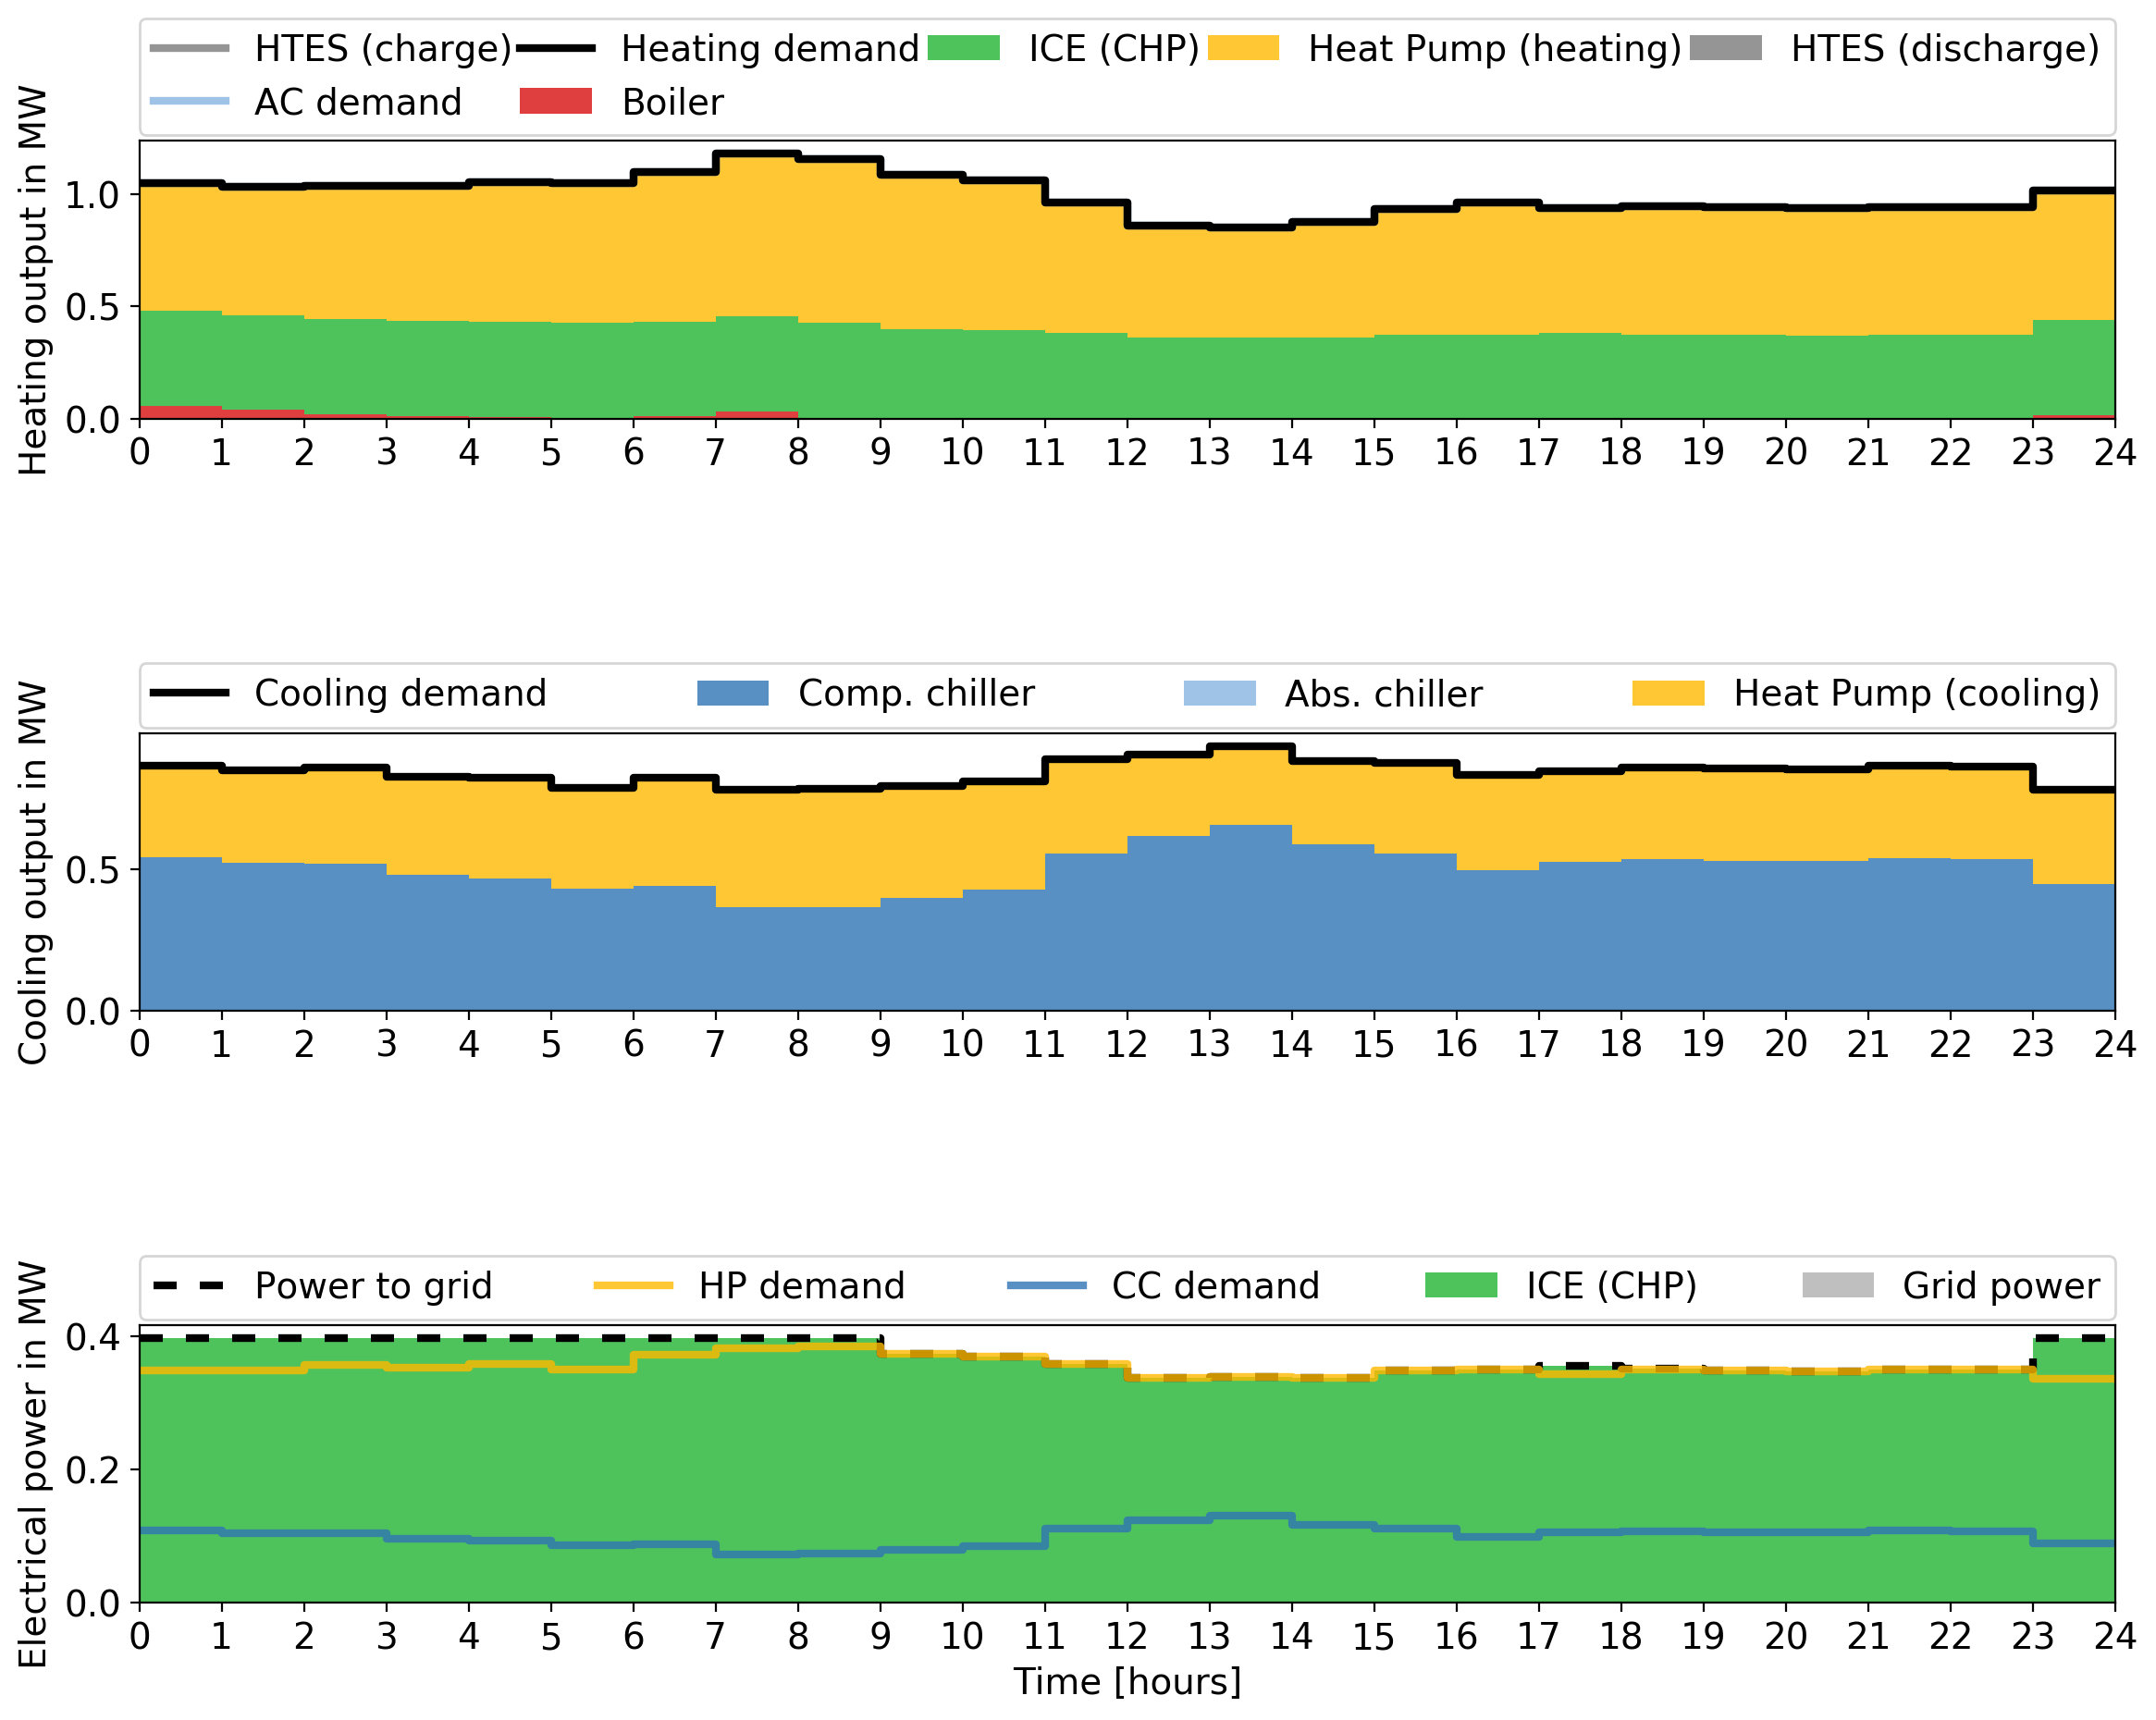 HTES (charge) Heating demand ICE (CHP) Heat Pump (heating) HTES (discharge)
AC demand Boiler
Heating output in MW
1.0
0.5
0.0
0 1 2 3 4 5 6 7 8 9 10 11 12 13 14 15 16 17 18 19 20 21 22 23 24
Cooling demand Comp. chiller Abs. chiller Heat Pump (cooling)
Cooling output in MW
0.5
0.0
0 1 2 3 4 5 6 7 8 9 10 11 12 13 14 15 16 17 18 19 20 21 22 23 24
Power to grid HP demand CC demand ICE (CHP) Grid power
Electrical power in MW
0.4
0.2
0.0
0 1 2 3 4 5 6 7 8 9 10 11 12 13 14 15 16 17 18 19 20 21 22 23 24
Time [hours]